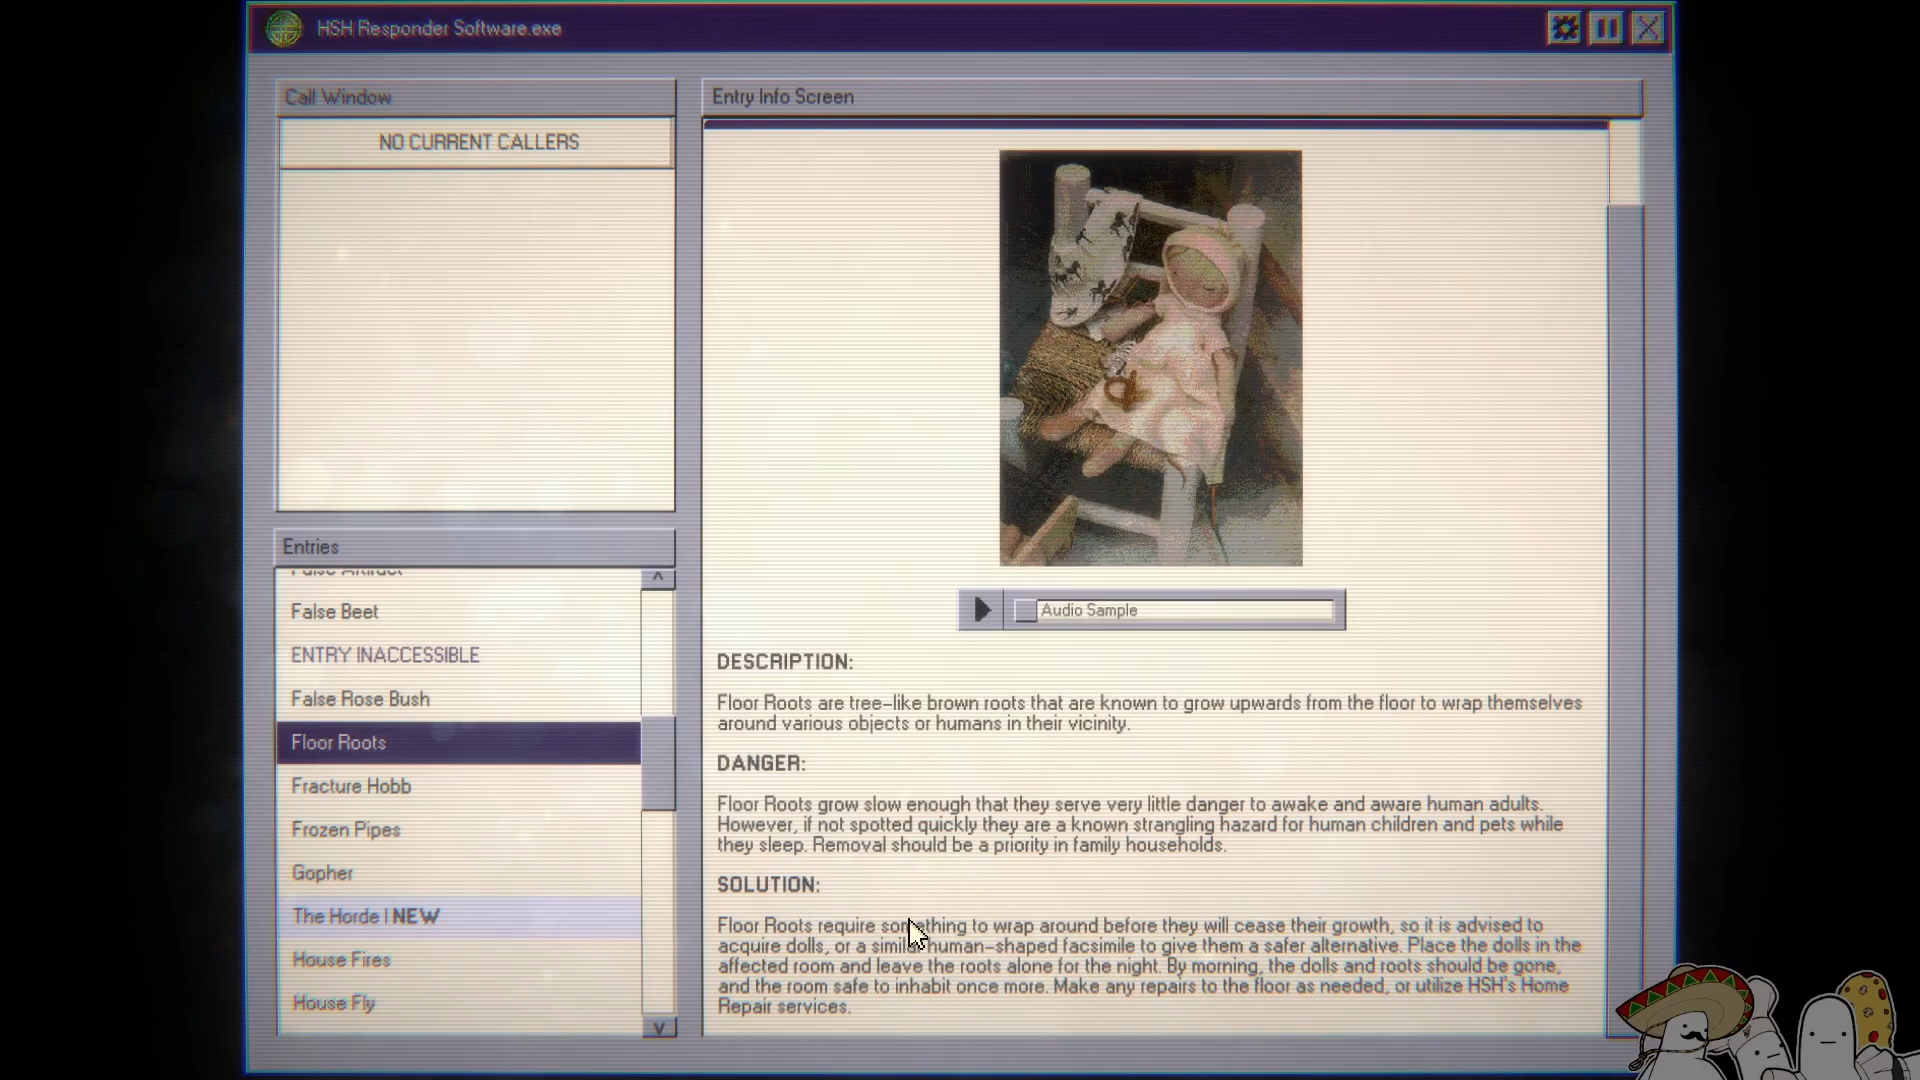 HSH Responder Software.exe
Call Window
NO CURRENT CALLERS
Entries
False Artifact
False Beet
ENTRY INACCESSIBLE
False Rose Bush
Floor Roots
Fracture Hobb
Frozen Pipes
Gopher
The Horde | NEW
House Fires
House Fly
Entry Info Screen
Audio Sample
DESCRIPTION:
Floor Roots are tree-like brown roots that are known to grow upwards from the floor to wrap themselves
around various objects or humans in their vicinity.
DANGER:
Floor Roots grow slow enough that they serve very little danger to awake and aware human adults.
However, if not spotted quickly they are a known strangling hazard for human children and pets while
they sleep. Removal should be a priority in family households.
SOLUTION:
Floor Roots require something to wrap around before they will cease their growth, so it is advised to
acquire dolls, or a similar human-shaped facsimile to give them a safer alternative. Place the dolls in the
affected room and leave the roots alone for the night. By morning, the dolls and roots should be gone,
and the room safe to inhabit once more. Make any repairs to the floor as needed, or utilize HSH's Home
Repair services.